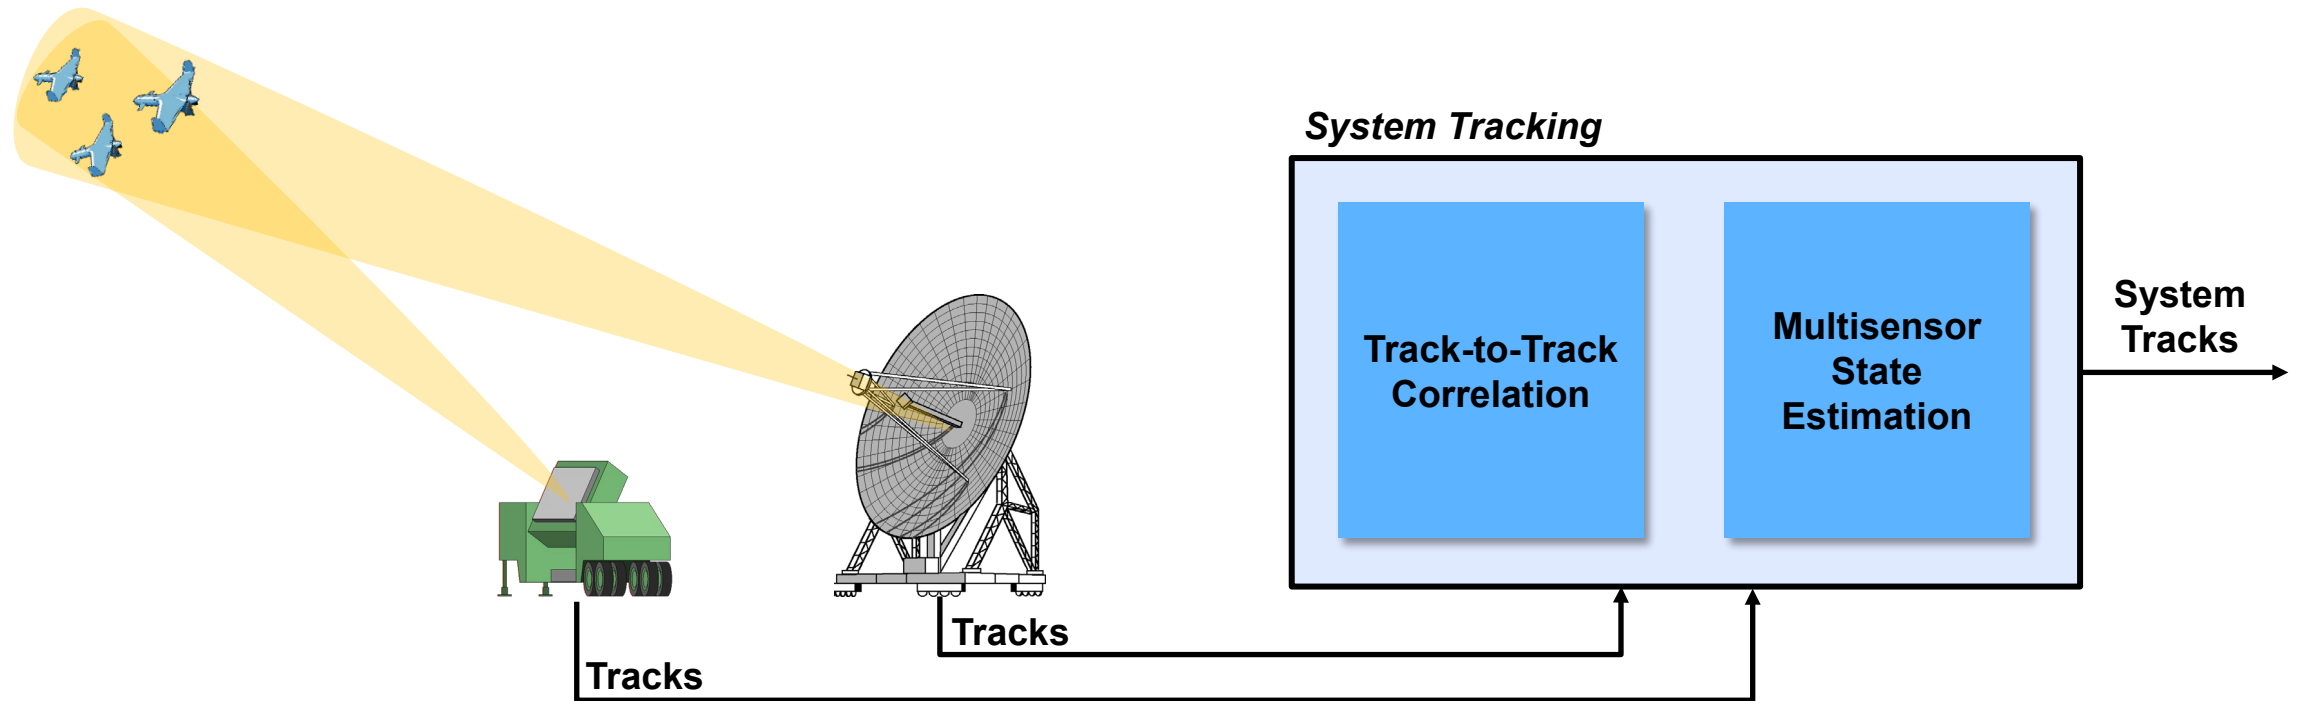 System Tracking
Track-to-Track
Correlation
Multisensor
State
Estimation
System
Tracks
Tracks
Tracks